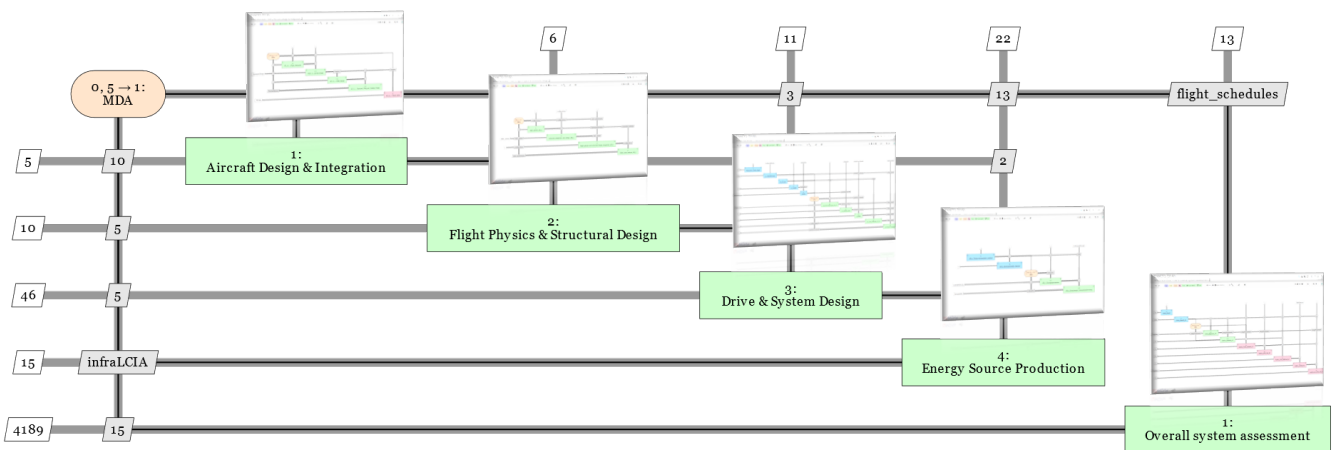 6
11
22
13
0, 5 → 1:
MDA
3
13
flight_schedules
5
10
1:
Aircraft Design & Integration
2
10
5
2:
Flight Physics & Structural Design
46
5
3:
Drive & System Design
15
infraLCIA
4:
Energy Source Production
4189
15
1:
Overall system assessment